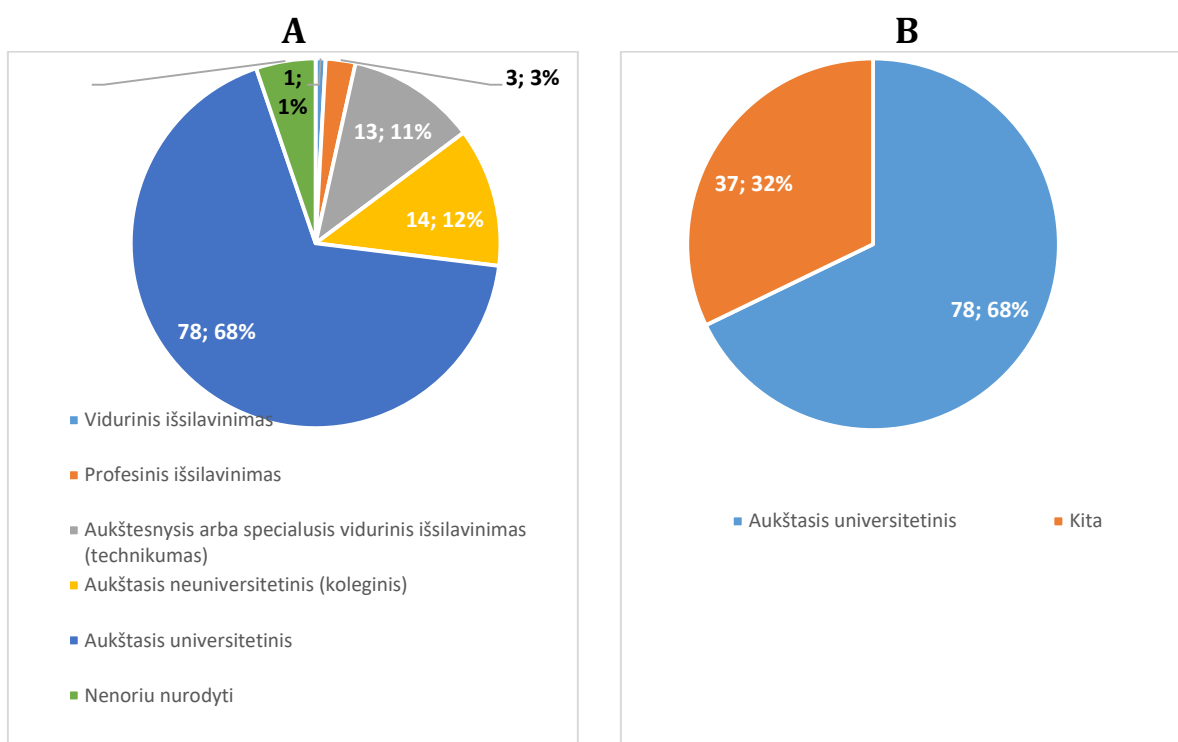 A
1;
1%
3; 3%
13; 11%
14; 12%
78; 68%
Vidurinis išsilavinimas
Profesinis išsilavinimas
Aukštesnysis arba specialusis vidurinis išsilavinimas
(technikumas)
Aukštasis neuniversitetinis (koleginis)
Aukštasis universitetinis
Nenoriu nurodyti
B
37; 32%
78; 68%
Aukštasis universitetinis
Kita